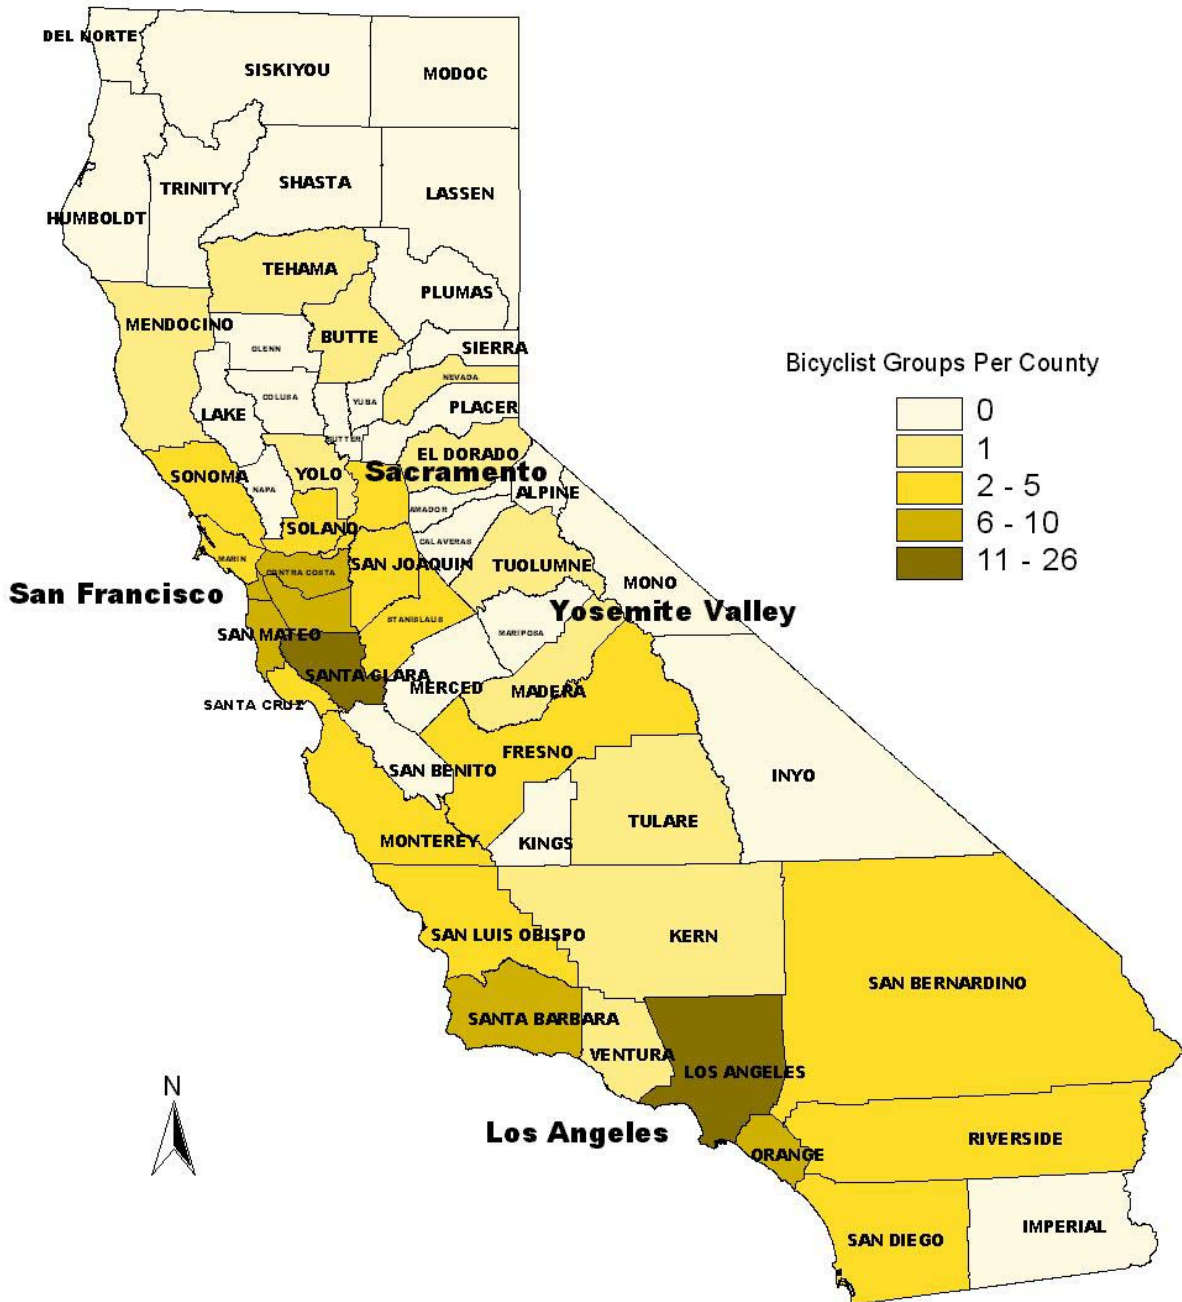 DEL NORTE
SISKIYOU
MODOC
TRINITY
SHASTA
LASSEN
HUMBOLDT
TEHAMA
PLUMAS
MENDOCINO
BUTTE
GLENN
SIERRA
Bicyclist Groups Per County
NEVADA
COLUSA
YUBA
LAKE
PLACER
0
SUTTER
1
EL DORADO
SONOMA
YOLO
Sacramento
2 - 5
NAPA
ALPINE
AMADOR
SOLANO
6 - 10
CALAVERAS
MARIN
CONTRA COSTA
SAN JOAQUIN
TUOLUMNE
11 - 26
MONO
San Francisco
Yosemite Valley
STANISLAUS
SAN MATEO
MARIPOSA
SANTA CLARA
MERCED
MADERA
SANTA CRUZ
FRESNO
SAN BENITO
INYO
TULARE
MONTEREY
KINGS
SAN LUIS OBISPO
KERN
SAN BERNARDINO
SANTA BARBARA
VENTURA
LOS ANGELES
N
Los Angeles
RIVERSIDE
ORANGE
SAN DIEGO
IMPERIAL